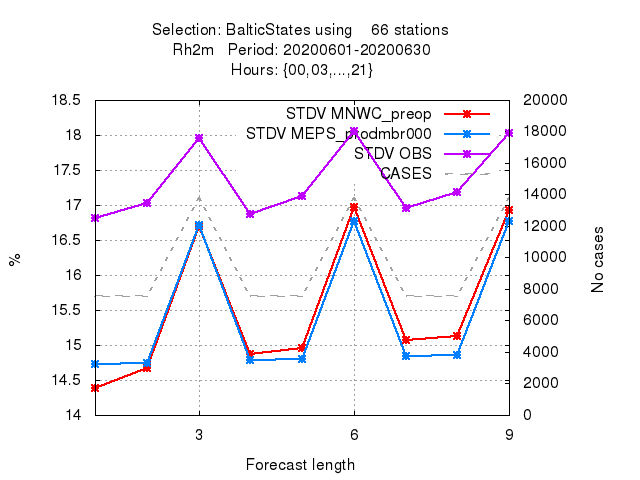 Selection: BalticStates using 66 stations
Rh2m Period: 20200601-20200630
Hours: {00,03,...,21}
STDV MNWC_preop
STDV MEPS_prodmbr000
STDV OBS
CASES
18.5
18
17.5
17
16.5
16
15.5
15
14.5
14
%
20000
18000
16000
14000
12000
10000
8000
6000
4000
2000
0
No cases
3 6 9
Forecast length